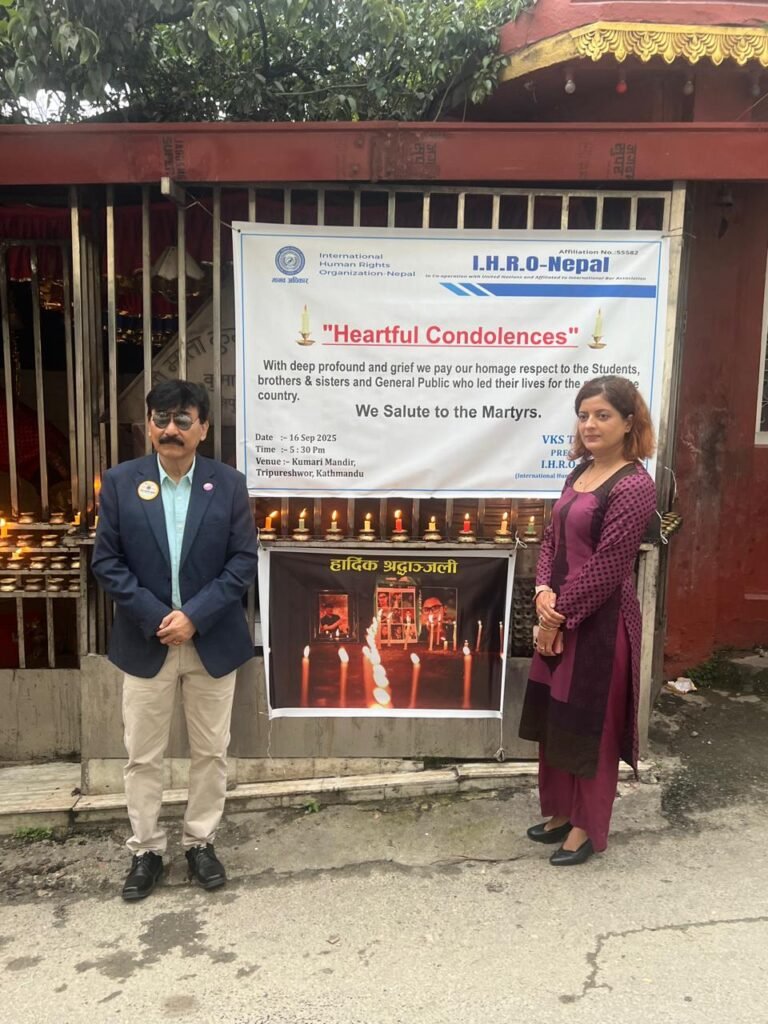 International
Human Rights
Organization-Nepal
मानव अधिकार
Affiliation No.:55582
I.H.R.O-Nepal
In Co-operation with United Nations and Affiliated to International Bar Association
"Heartful Condolences"
With deep profound and grief we pay our homage respect to the Students,
brothers & sisters and General Public who led their lives for the
country.
We Salute to the Martyrs.
Date :- 16 Sep 2025
Time :- 5 : 30 Pm
Venue :- Kumari Mandir,
Tripureshwor, Kathmandu
VKS
I.H.R.O
(International
हार्दिक श्रद्धाञ्जली